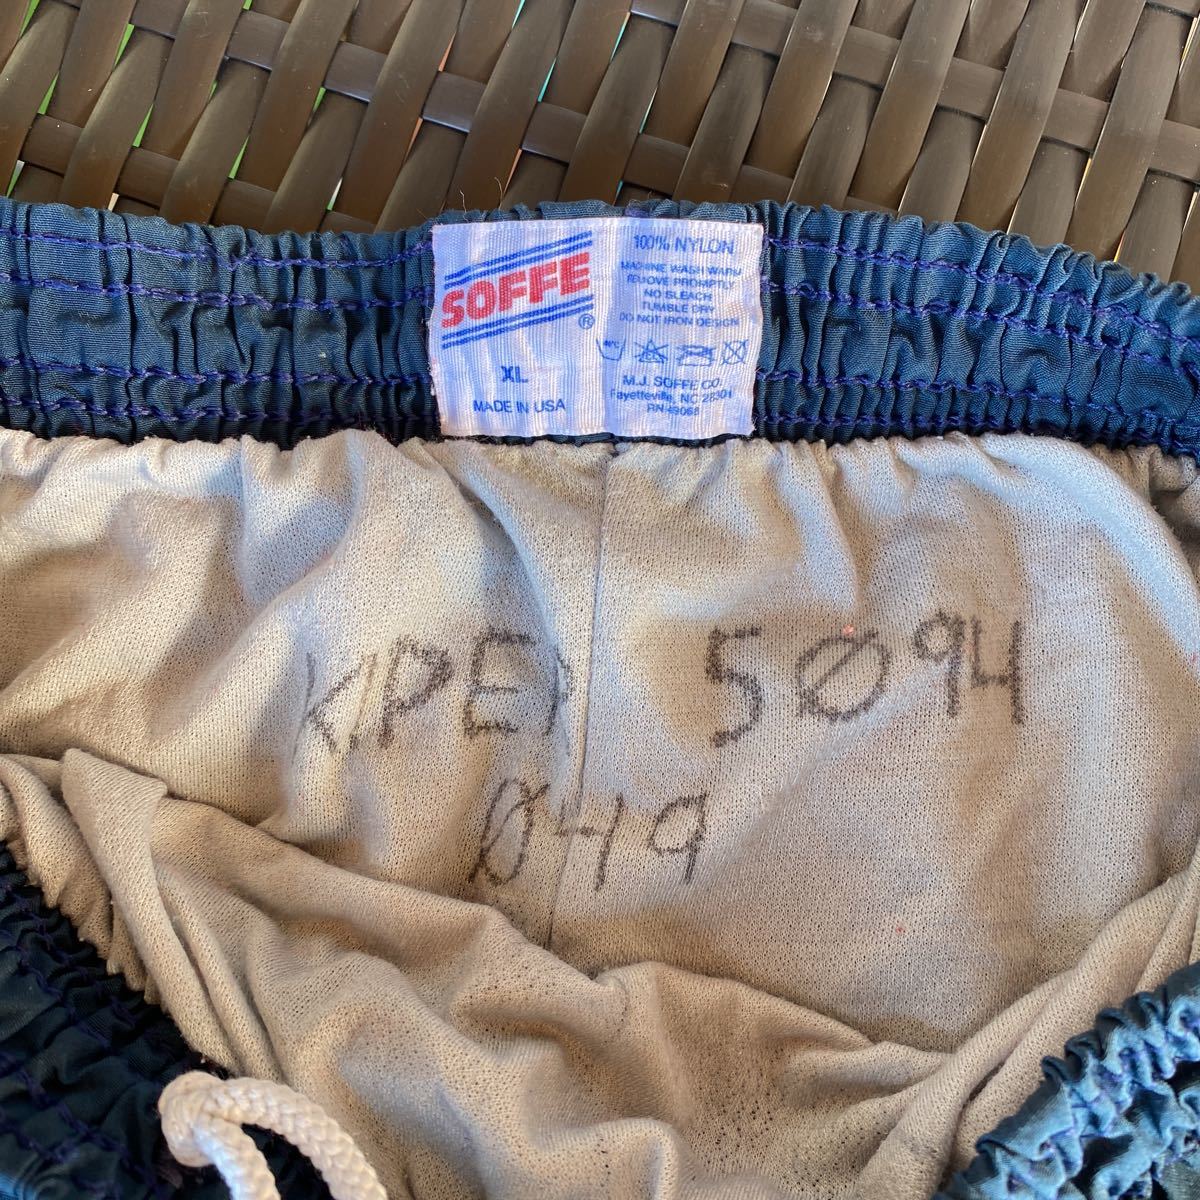 SOFFE
®
XL
MADE IN USA
100% NYLON
MACHINE WASH WARM
REMOVE PROMPTLY
NO BLEACH
TUMBLE DRY
DO NOT IRON DESIGN
M.J. SOFFE CO.
Fayetteville, NC 28301
RN 49068
5Ø94
Ø49